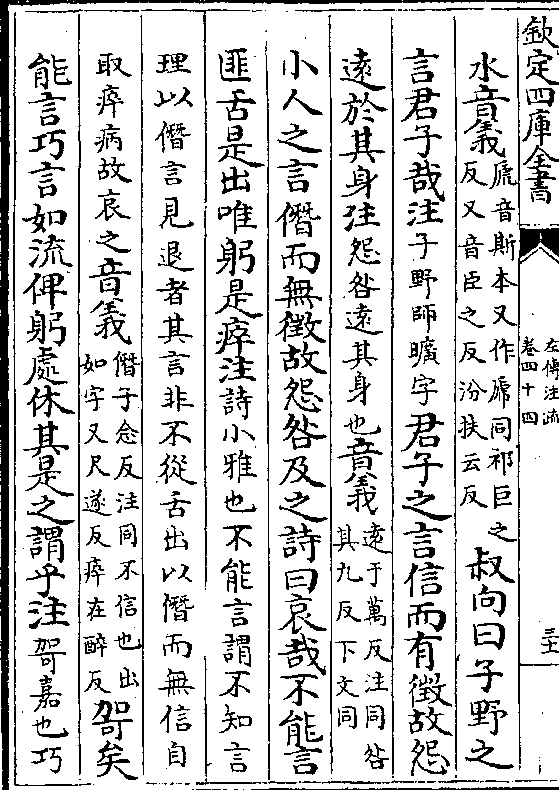 欽定四庫全書
左傳注疏
卷四十四
水音義
虒音斯本又作虒同祁巨之
反又音臣之反汾扶云反
叔向曰子野之
言君子哉注子野師曠字君子之言信而有徵故怨
遠於其身注怨咎遠其身也音義
遠于萬反注同咎
其九反下文同
小人之言僭而無徵故怨咎及之詩曰哀哉不能言
匪舌是出唯躬是瘁注詩小雅也不能言謂不知言
理以僭言見退者其言非不從舌出以僭而無信自
取瘁病故哀之音義
僭子念反注同不信也出
如字又尺遂反瘁在醉反
哿矣
能言巧言如流俾躬處休其是之謂乎注哿嘉也巧